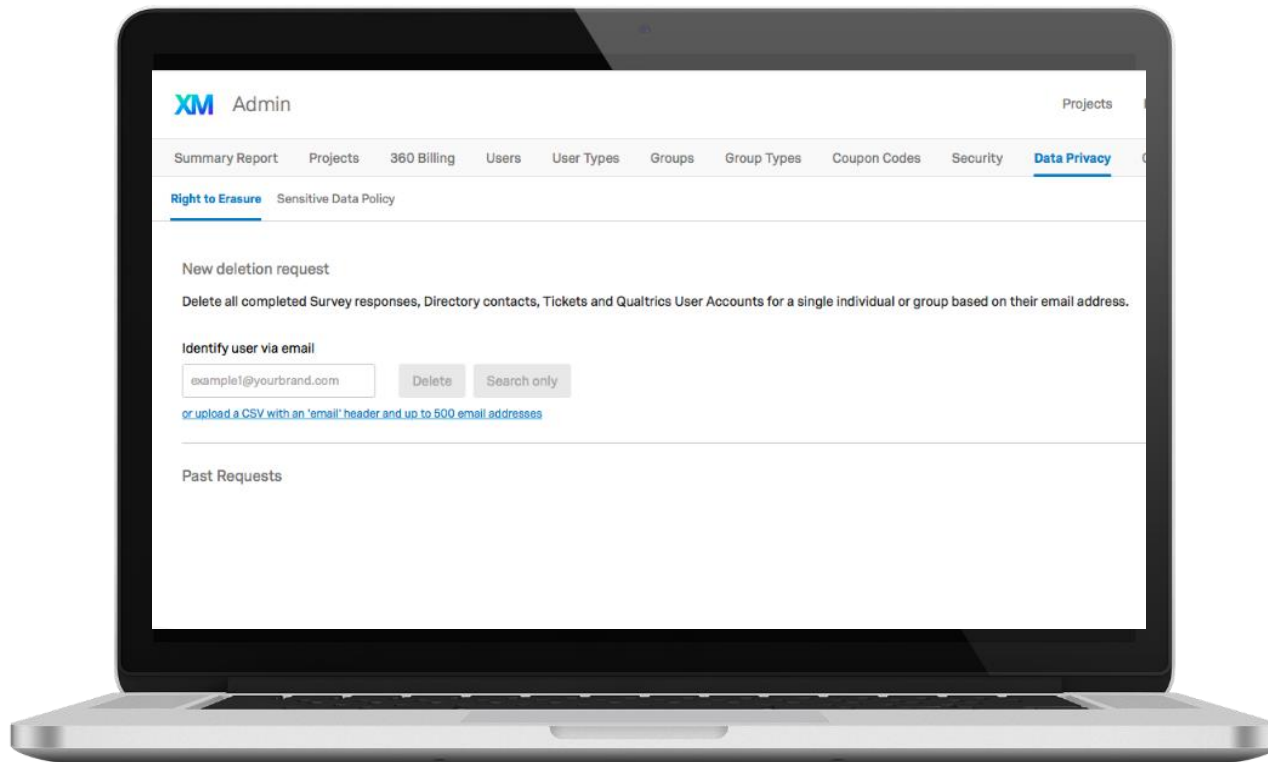 XM Admin Projects
Summary Report Projects 360 Billing Users User Types Groups Group Types Coupon Codes Security Data Privacy
Right to Erasure Sensitive Data Policy
New deletion request
Delete all completed Survey responses, Directory contacts, Tickets and Qualtrics User Accounts for a single individual or group based on their email address.
Identify user via email
example1@yourbrand.com Delete Search only
or upload a CSV with an 'email' header and up to 500 email addresses
Past Requests